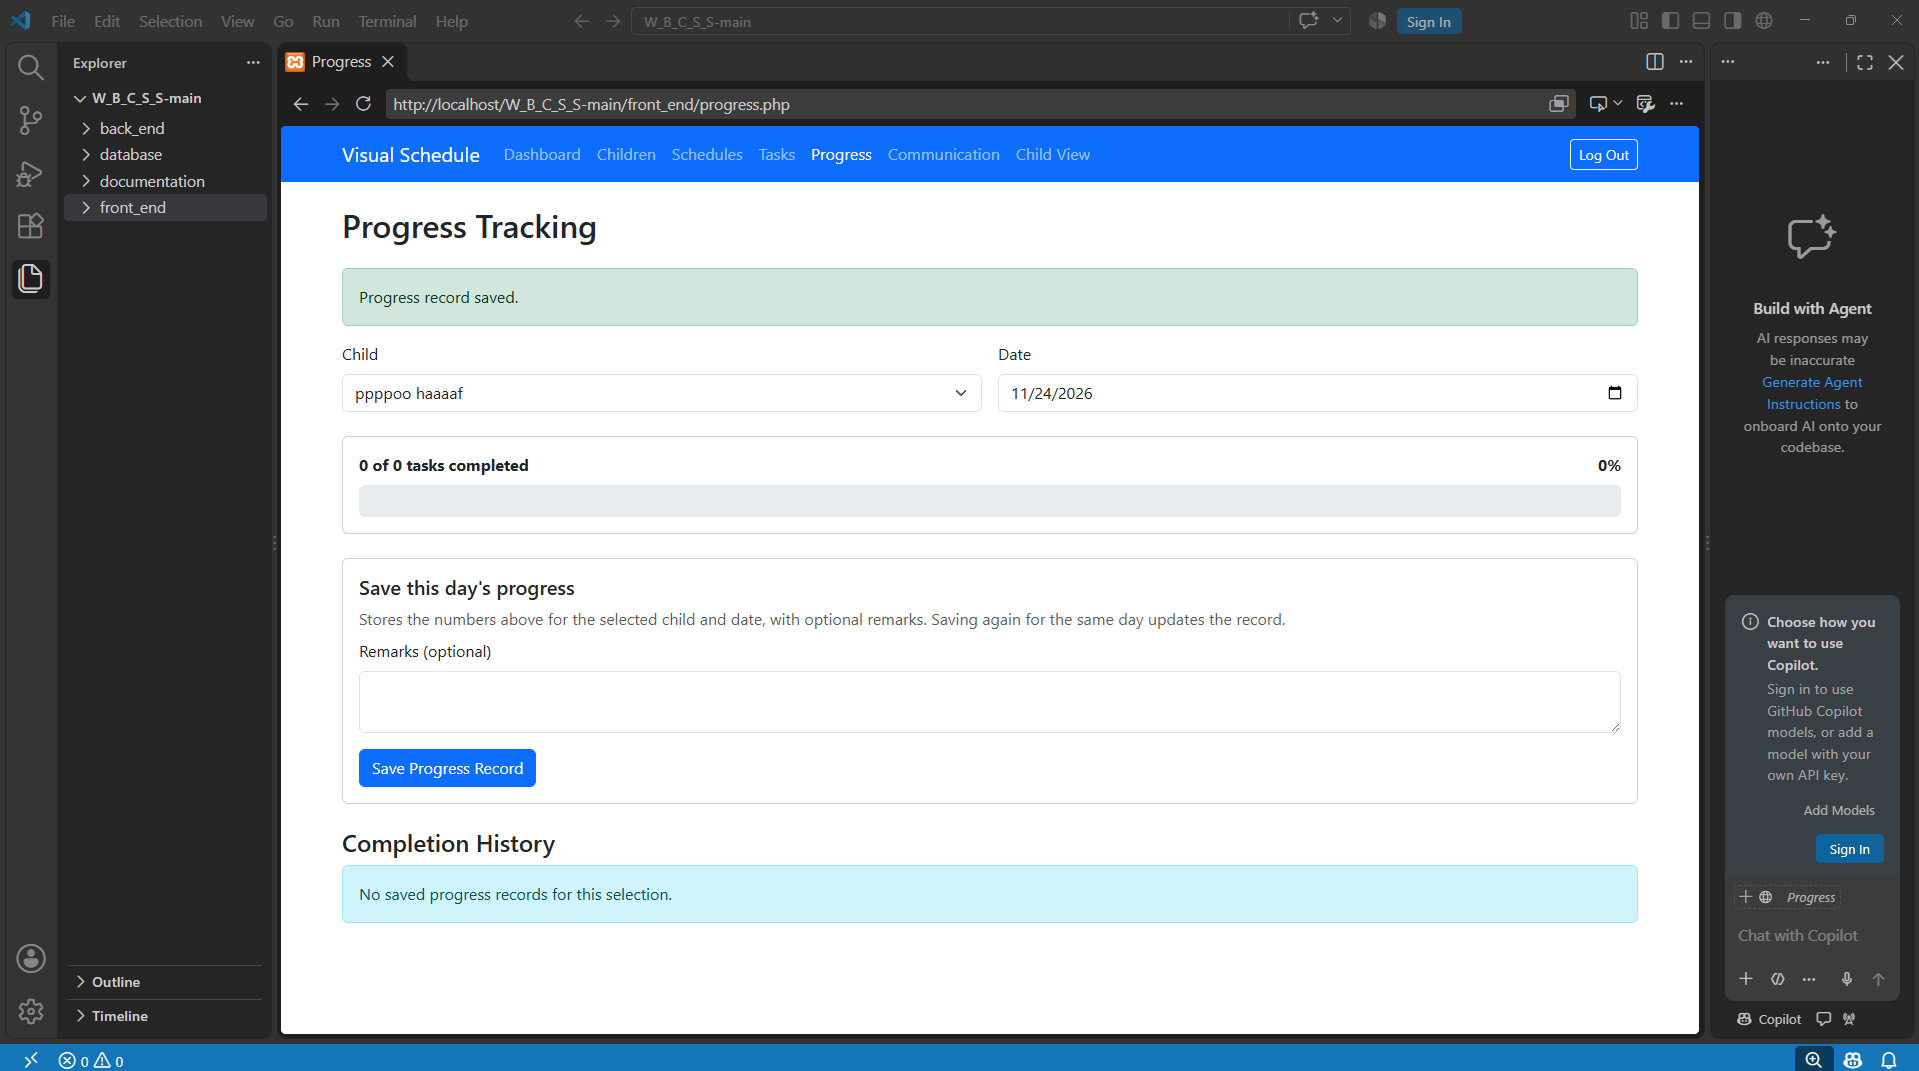 File Edit Selection View Go Run Terminal Help
W_B_C_S_S-main
Sign In
Explorer
W_B_C_S_S-main
back_end
database
documentation
front_end
Outline
Timeline
Progress
http://localhost/W_B_C_S_S-main/front_end/progress.php
Visual Schedule Dashboard Children Schedules Tasks Progress Communication Child View Log Out
Progress Tracking
Progress record saved.
Child Date
ppppoo haaaaf 11/24/2026
0 of 0 tasks completed 0%
Save this day's progress
Stores the numbers above for the selected child and date, with optional remarks. Saving again for the same day updates the record.
Remarks (optional)
Save Progress Record
Completion History
No saved progress records for this selection.
Build with Agent
AI responses may
be inaccurate
Generate Agent
Instructions to
onboard AI onto your
codebase.
Choose how you
want to use
Copilot.
Sign in to use
GitHub Copilot
models, or add a
model with your
own API key.
Add Models
Sign In
Progress
Chat with Copilot
Copilot
0 0